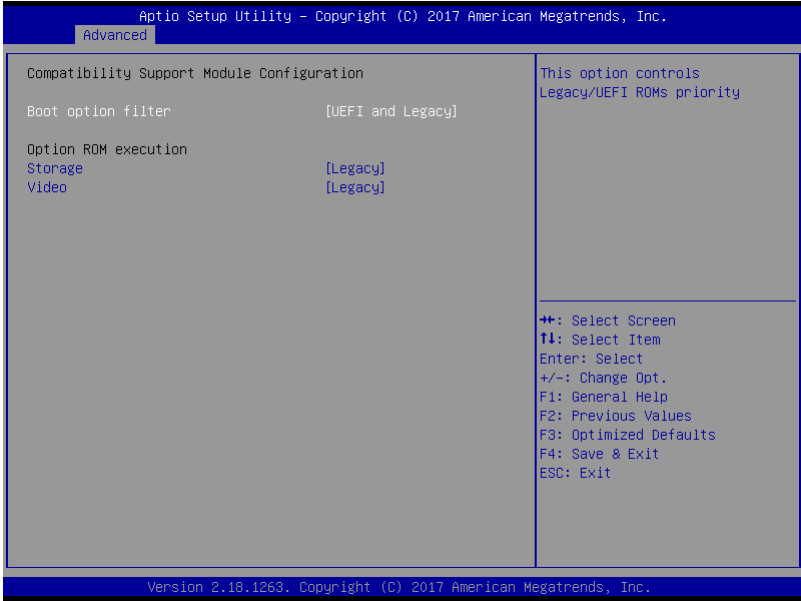 Aptio Setup Utility – Copyright (C) 2017 American Megatrends, Inc.
Advanced
Compatibility Support Module Configuration
Boot option filter [UEFI and Legacy]
Option ROM execution
Storage [Legacy]
Video [Legacy]
This option controls
Legacy/UEFI ROMs priority
→←: Select Screen
↑↓: Select Item
Enter: Select
+/-: Change Opt.
F1: General Help
F2: Previous Values
F3: Optimized Defaults
F4: Save & Exit
ESC: Exit
Version 2.18.1263. Copyright (C) 2017 American Megatrends, Inc.